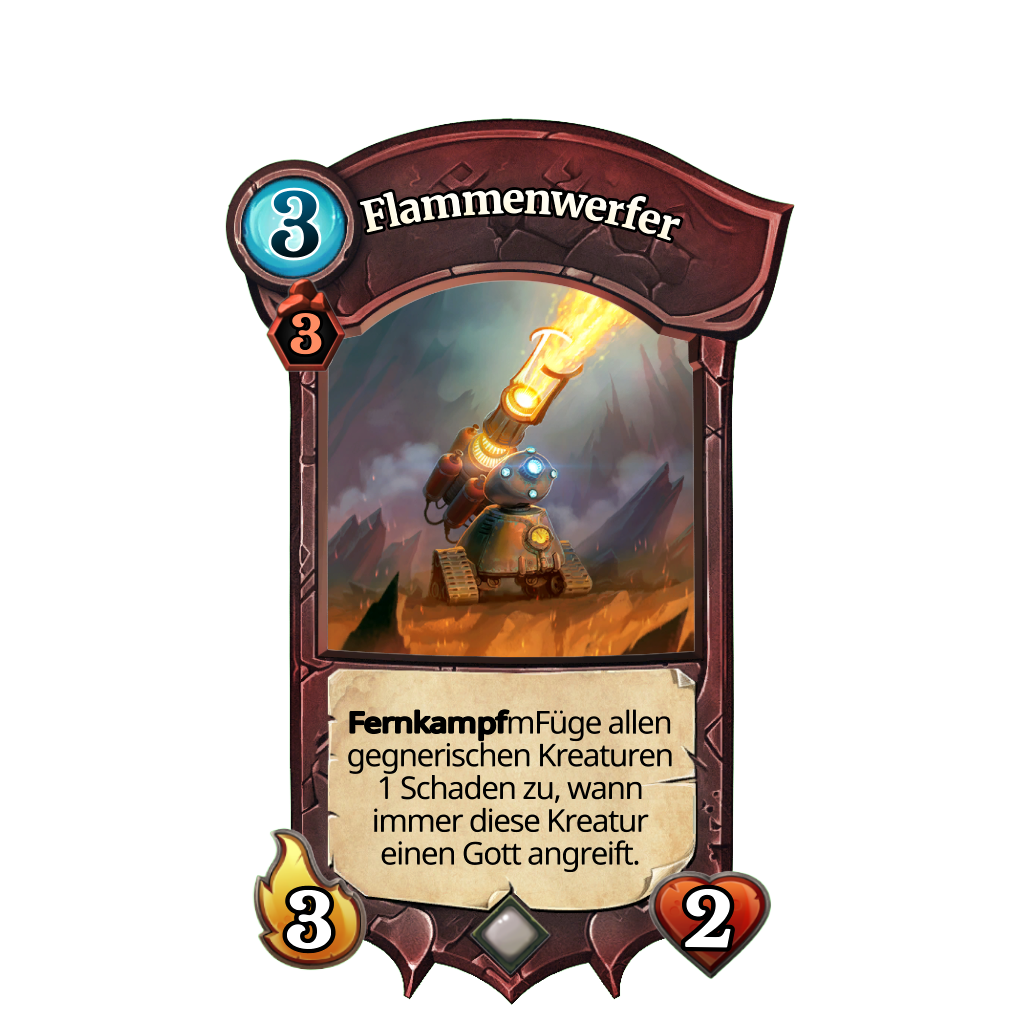 3
Flammenwerfer
3
FernkampfmFüge allen
gegnerischen Kreaturen
1 Schaden zu, wann
immer diese Kreatur
einen Gott angreift.
3
2